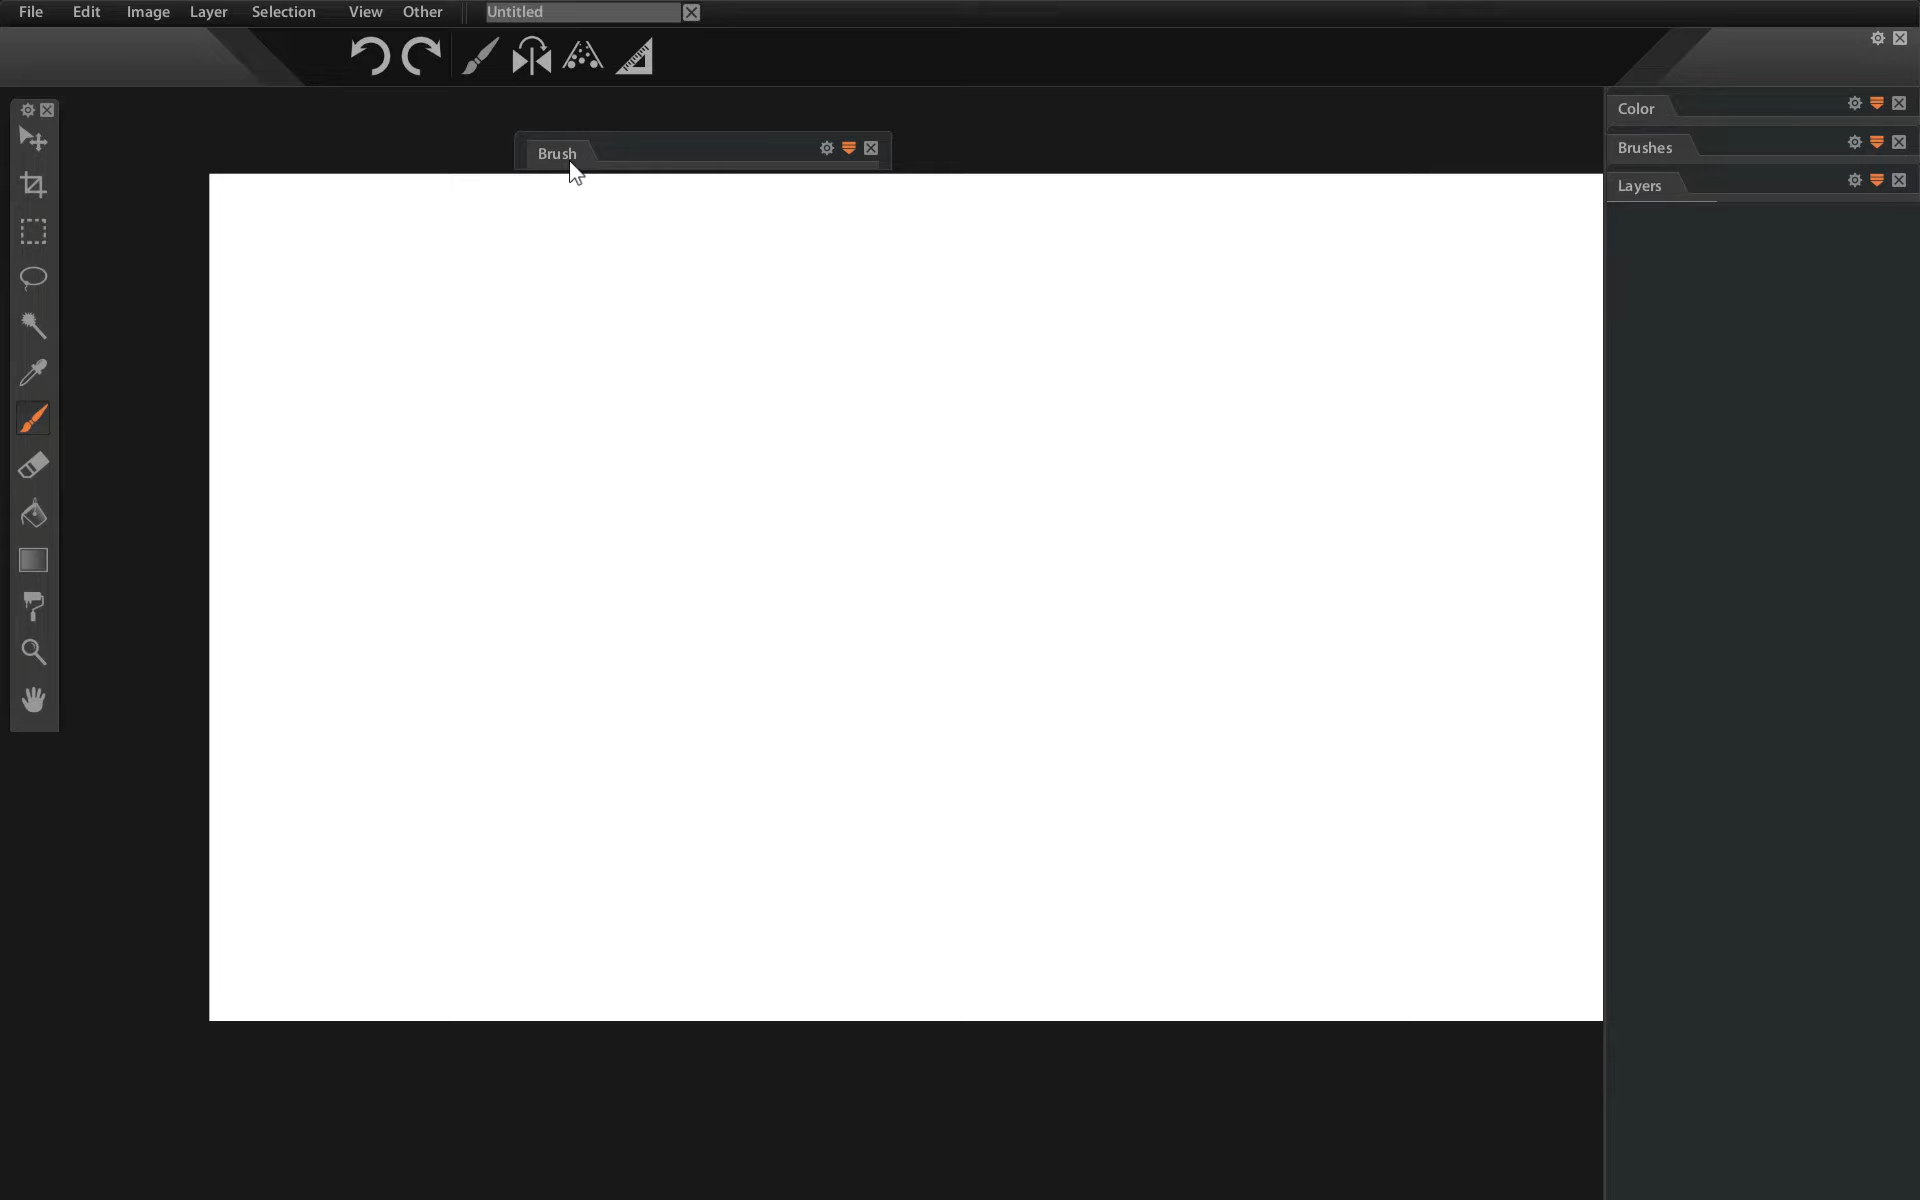 File Edit Image Layer Selection View Other Untitled
Color
Brush
Brushes
Layers